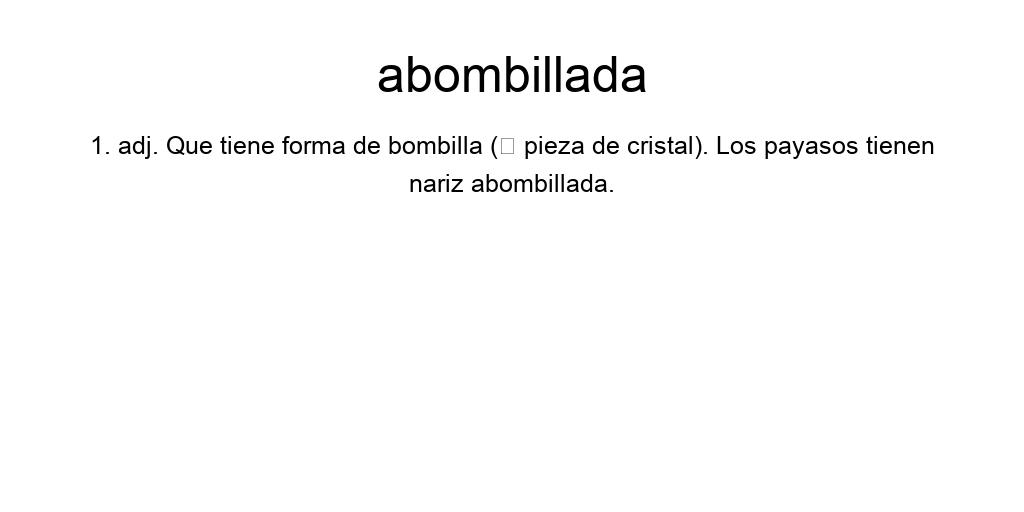 abombillada
1. adj. Que tiene forma de bombilla (▯ pieza de cristal). Los payasos tienen
nariz abombillada.